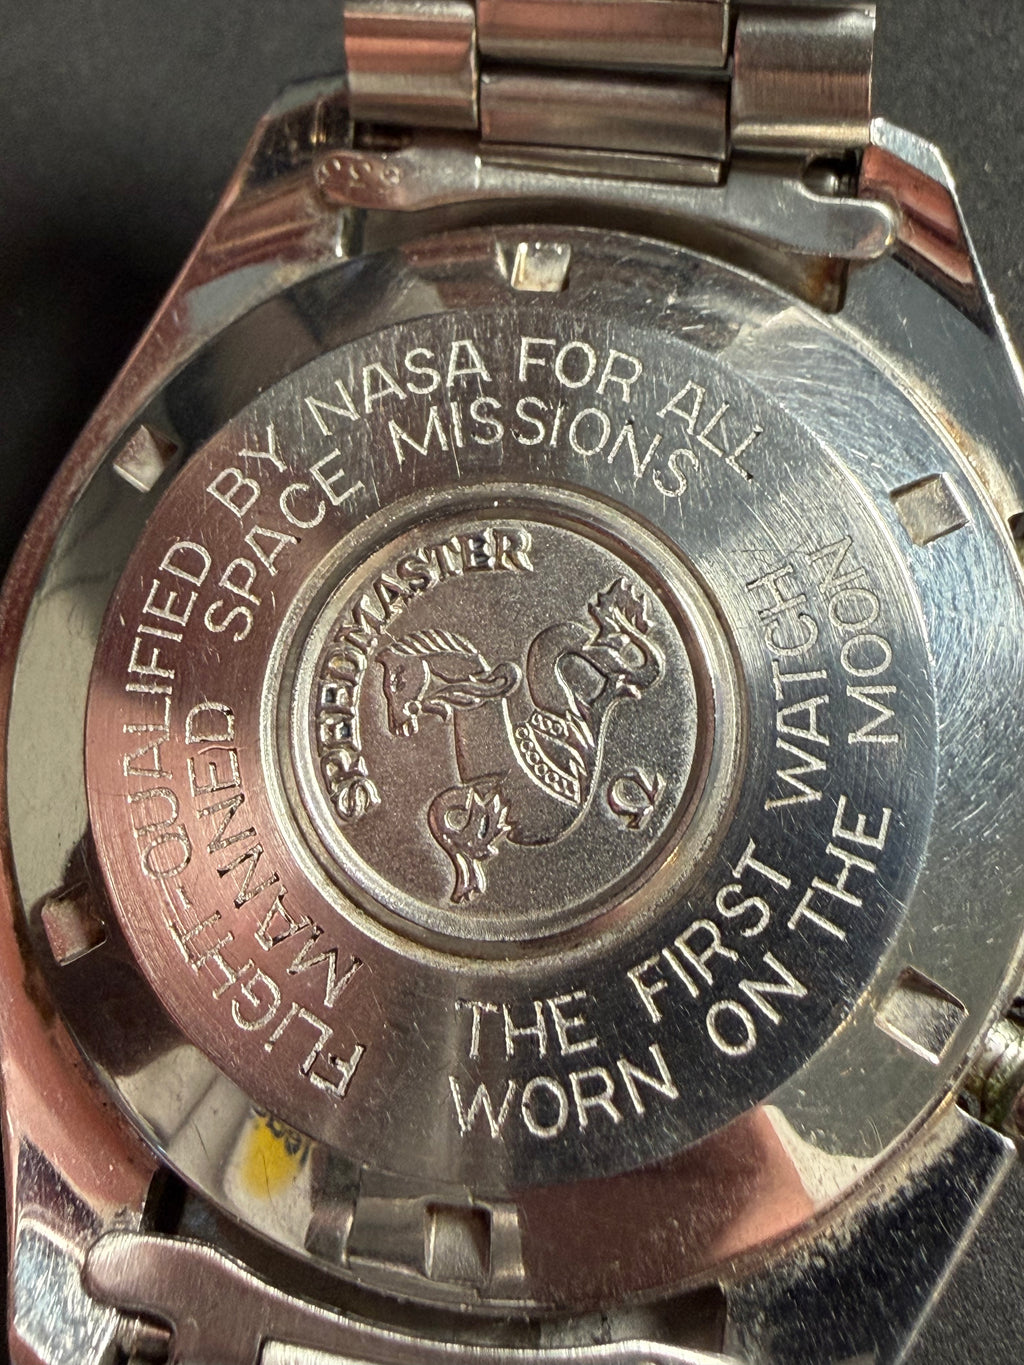 FLIGHT-QUALIFIED BY NASA FOR ALL
MANNED SPACE MISSIONS
THE FIRST WATCH
WORN ON THE MOON
SPEEDMASTER
Ω